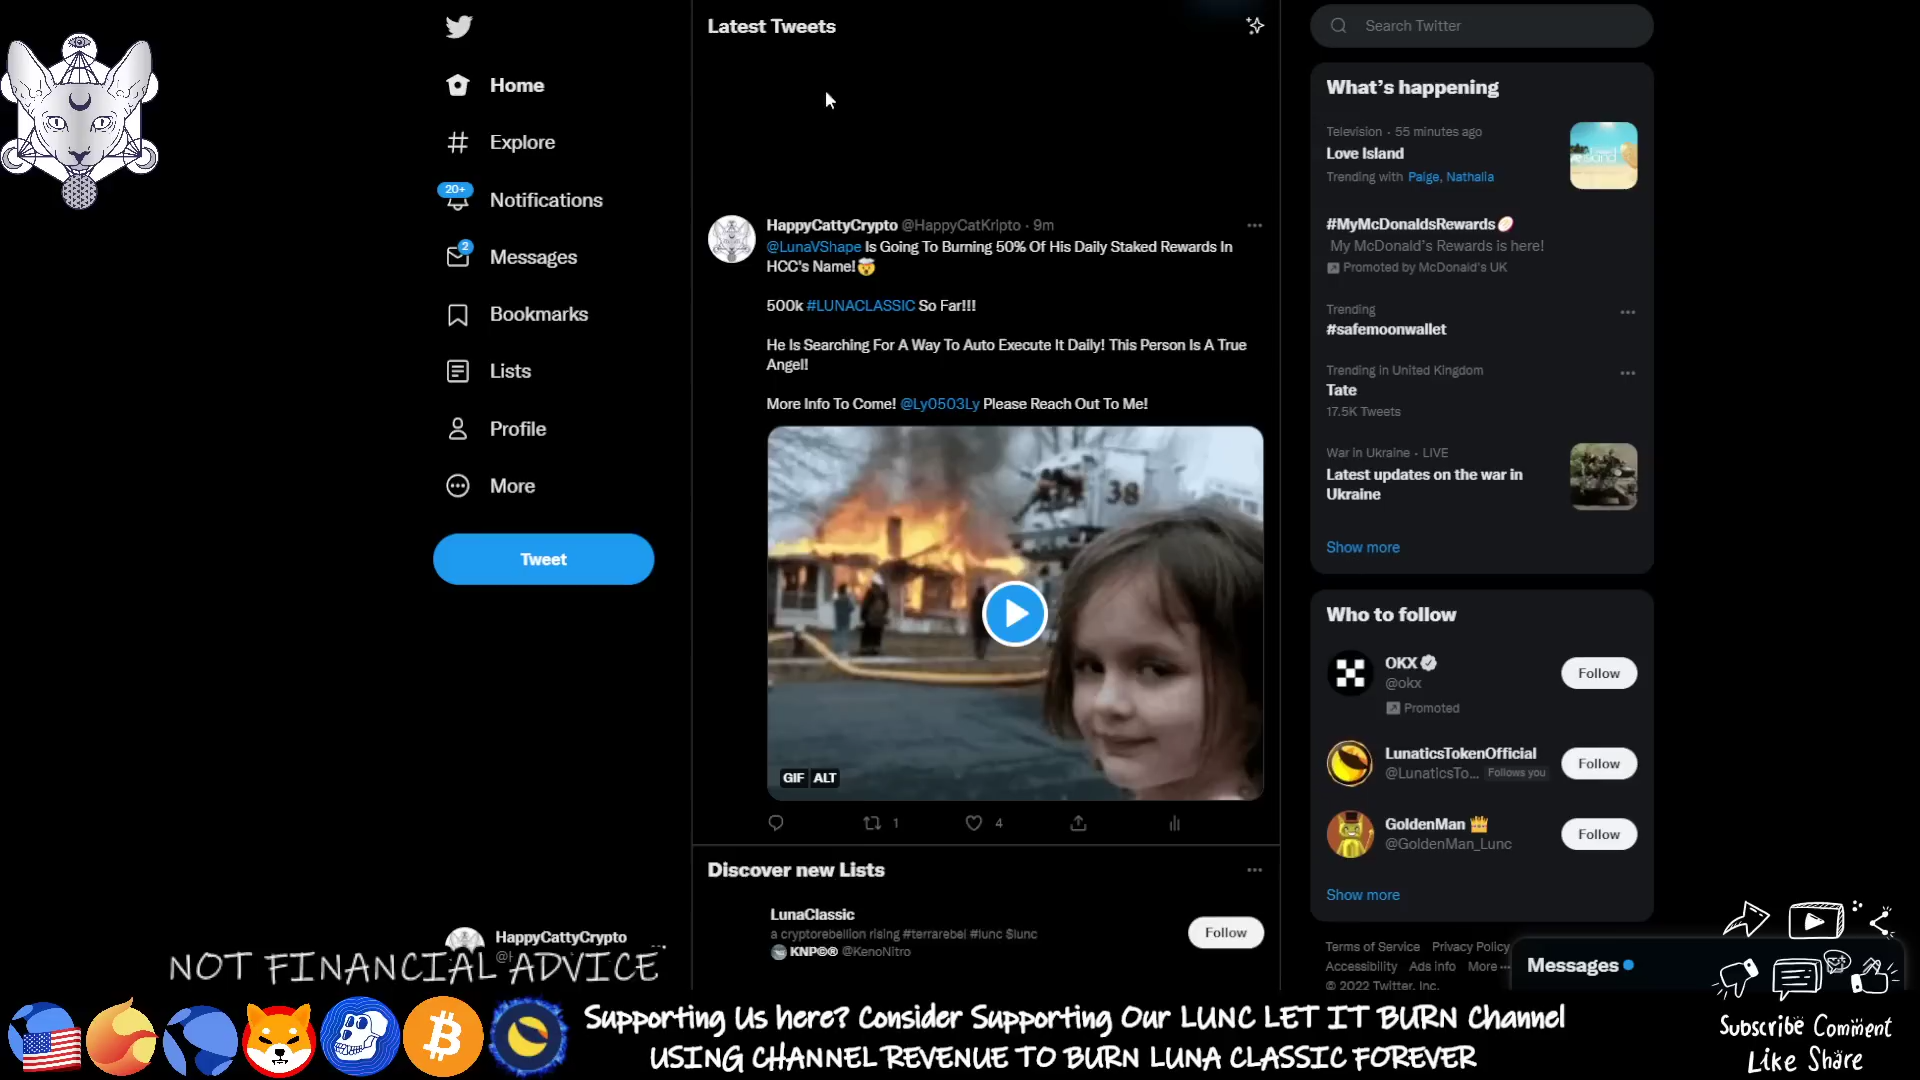 Latest Tweets
Search Twitter
Home
Explore
20+
Notifications
2
Messages
Bookmarks
Lists
Profile
More
Tweet
HappyCattyCrypto @HappyCatKripto · 9m
@LunaVShape Is Going To Burning 50% Of His Daily Staked Rewards In
HCC's Name!🤯
500k #LUNACLASSIC So Far!!!
He Is Searching For A Way To Auto Execute It Daily! This Person Is A True
Angel!
More Info To Come! @Ly0503Ly Please Reach Out To Me!
38
GIF ALT
1
4
Discover new Lists
LunaClassic
a cryptorebellion rising #terrarebel #lunc $lunc
KNP©® @KenoNitro
Follow
What's happening
Television · 55 minutes ago
Love Island
Trending with Paige, Nathalia
#MyMcDonaldsRewards
My McDonald's Rewards is here!
Promoted by McDonald's UK
Trending
#safemoonwallet
Trending in United Kingdom
Tate
17.5K Tweets
War in Ukraine · LIVE
Latest updates on the war in
Ukraine
Show more
Who to follow
OKX
@okx
Promoted
Follow
LunaticsTokenOfficial
@LunaticsTo... Follows you
Follow
GoldenMan 👑
@GoldenMan_Lunc
Follow
Show more
Terms of Service Privacy Policy
Accessibility Ads info More ···
© 2022 Twitter, Inc.
Messages
HappyCattyCrypto
NOT FINANCIAL ADVICE
Supporting Us here? Consider Supporting Our LUNC LET IT BURN Channel
USING CHANNEL REVENUE TO BURN LUNA CLASSIC FOREVER
Subscribe Comment
Like Share